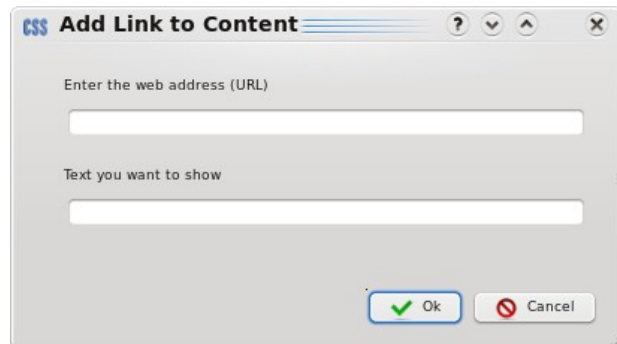 CSS Add Link to Content ?
Enter the web address (URL)
Text you want to show
Ok Cancel